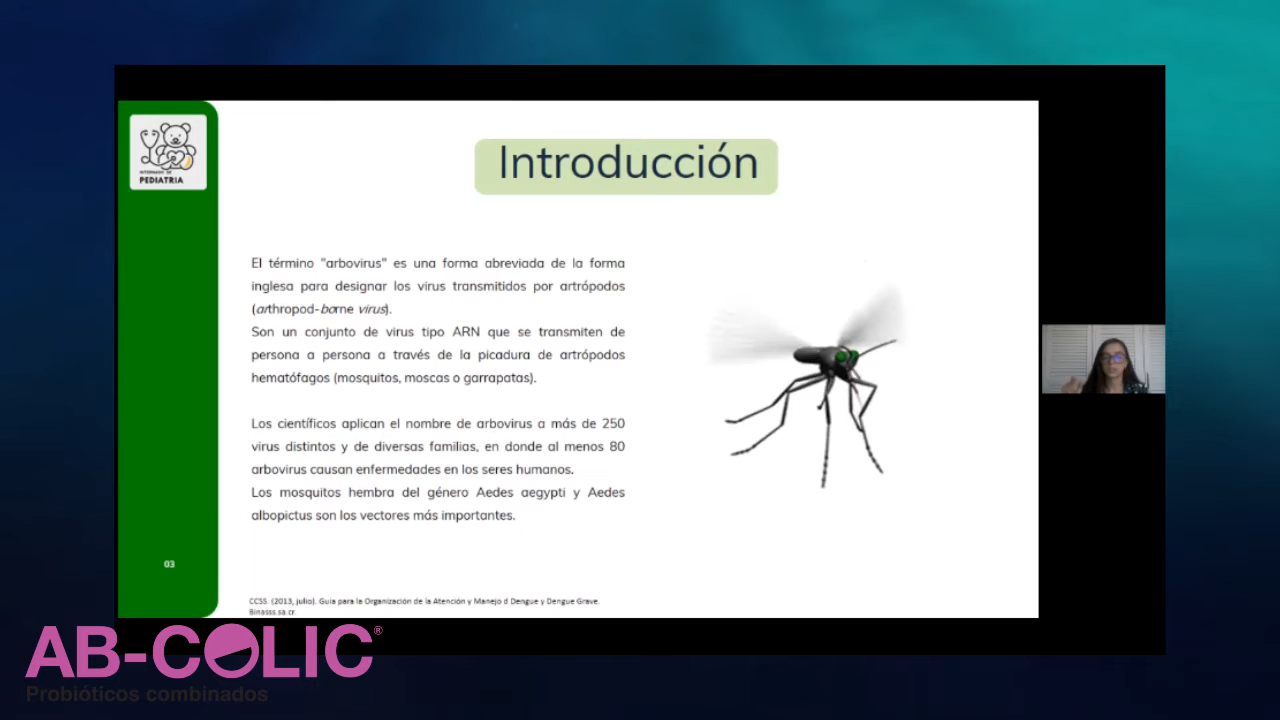 INTERNADO DE
PEDIATRIA
Introducción
El término "arbovirus" es una forma abreviada de la forma
inglesa para designar los virus transmitidos por artrópodos
(arthropod-borne virus).
Son un conjunto de virus tipo ARN que se transmiten de
persona a persona a través de la picadura de artrópodos
hematófagos (mosquitos, moscas o garrapatas).
Los científicos aplican el nombre de arbovirus a más de 250
virus distintos y de diversas familias, en donde al menos 80
arbovirus causan enfermedades en los seres humanos.
Los mosquitos hembra del género Aedes aegypti y Aedes
albopictus son los vectores más importantes.
03
CCSS. (2013, julio). Guia para la Organización de la Atención y Manejo d Dengue y Dengue Grave.
Binasss.sa.cr.
AB-COLIC®
Probióticos combinados